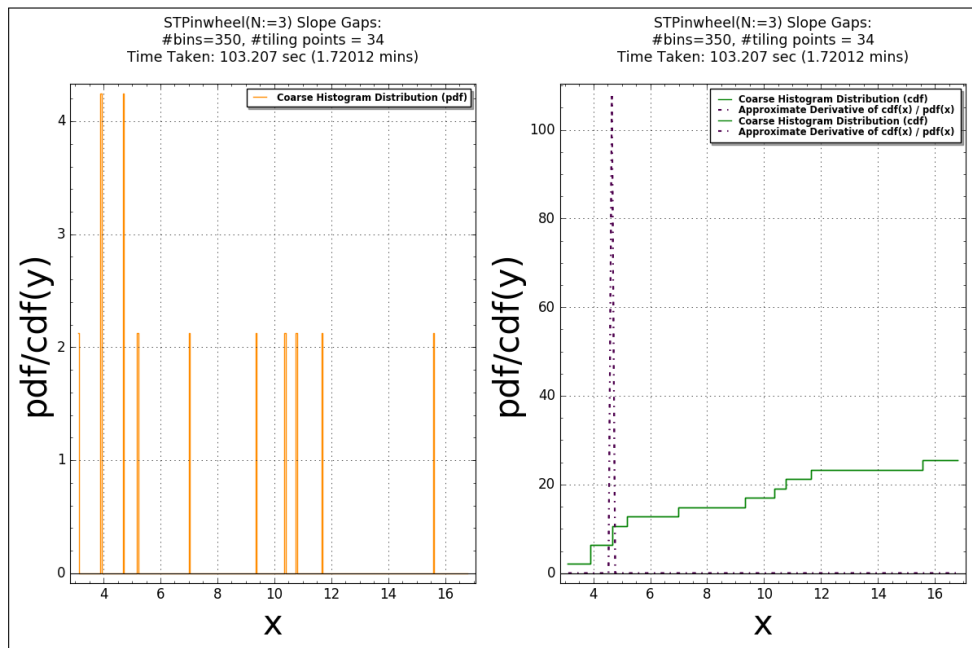 STPinwheel(N:=3) Slope Gaps:
#bins=350, #tiling points = 34
Time Taken: 103.207 sec (1.72012 mins)
Coarse Histogram Distribution (pdf)
4
3
2
1
0
pdf/cdf(y)
4 6 8 10 12 14 16
x
STPinwheel(N:=3) Slope Gaps:
#bins=350, #tiling points = 34
Time Taken: 103.207 sec (1.72012 mins)
Coarse Histogram Distribution (cdf)
Approximate Derivative of cdf(x) / pdf(x)
Coarse Histogram Distribution (cdf)
Approximate Derivative of cdf(x) / pdf(x)
100
80
60
40
20
0
pdf/cdf(y)
4 6 8 10 12 14 16
x